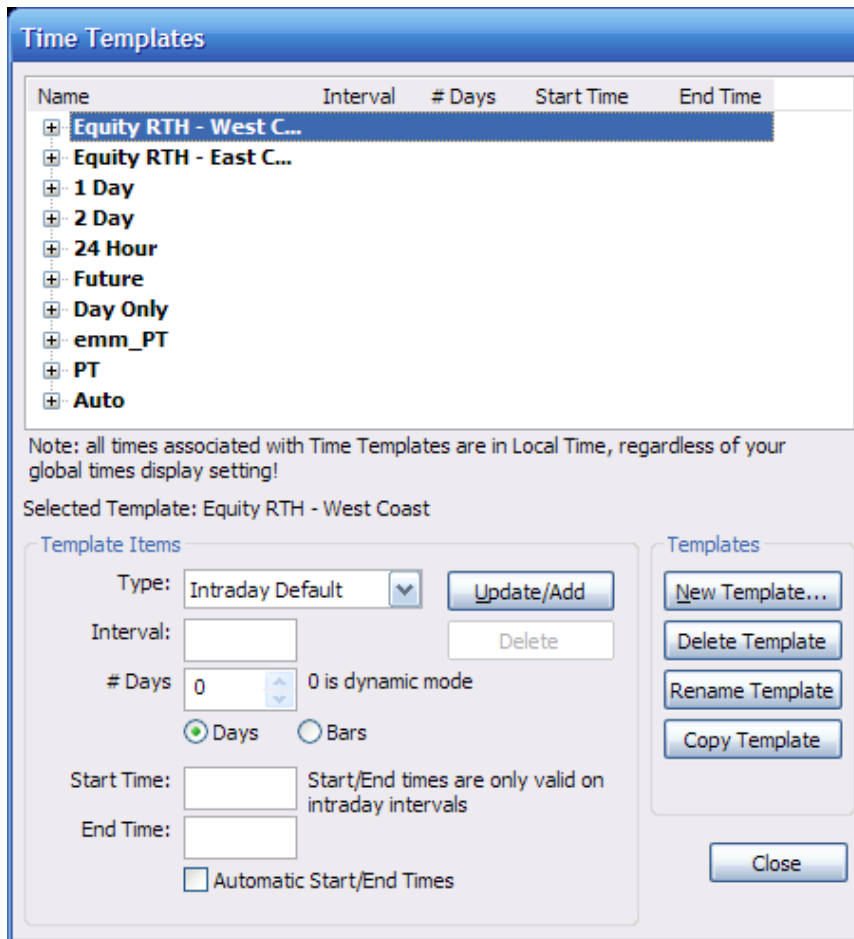 Time Templates
Name Interval # Days Start Time End Time
Equity RTH - West C...
Equity RTH - East C...
1 Day
2 Day
24 Hour
Future
Day Only
emm_PT
PT
Auto
Note: all times associated with Time Templates are in Local Time, regardless of your
global times display setting!
Selected Template: Equity RTH - West Coast
Template Items
Type: Intraday Default Update/Add
Interval: Delete
# Days 0 0 is dynamic mode
Days Bars
Start Time: Start/End times are only valid on
intraday intervals
End Time:
Automatic Start/End Times
Templates
New Template...
Delete Template
Rename Template
Copy Template
Close